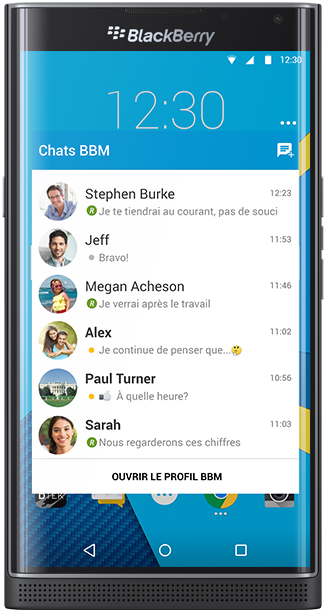 BlackBerry
12:30
12:30
Chats BBM
Stephen Burke 12:23
R Je te tiendrai au courant, pas de souci
Jeff 11:53
Bravo!
Megan Acheson 11:46
R Je verrai après le travail
Alex 11:02
Je continue de penser que...
Paul Turner 10:56
À quelle heure?
Sarah 11:03
R Nous regarderons ces chiffres
OUVRIR LE PROFIL BBM